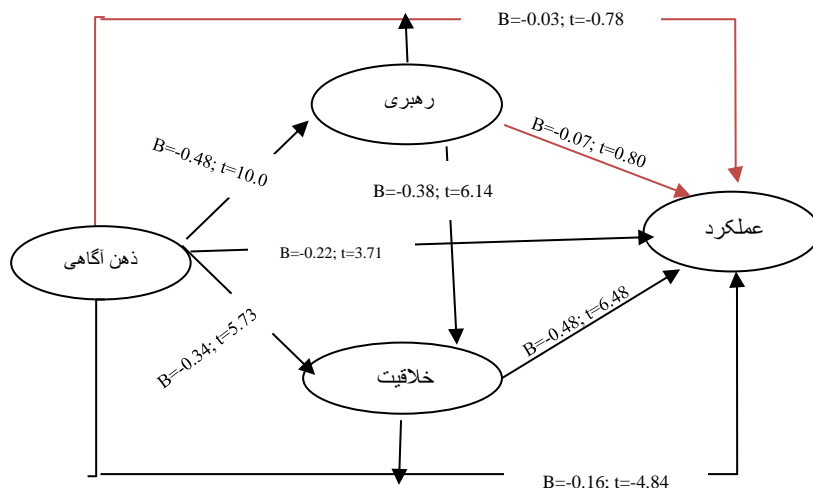 B=-0.03; t=-0.78
رهبری
B=-0.07; t=0.80
B=-0.48; t=10.0
B=-0.38; t=6.14
عملکرد
ذهن آگاهی
B=-0.22; t=3.71
B=-0.34; t=5.73
B=-0.48; t=6.48
خلاقیت
B=-0.16; t=-4.84